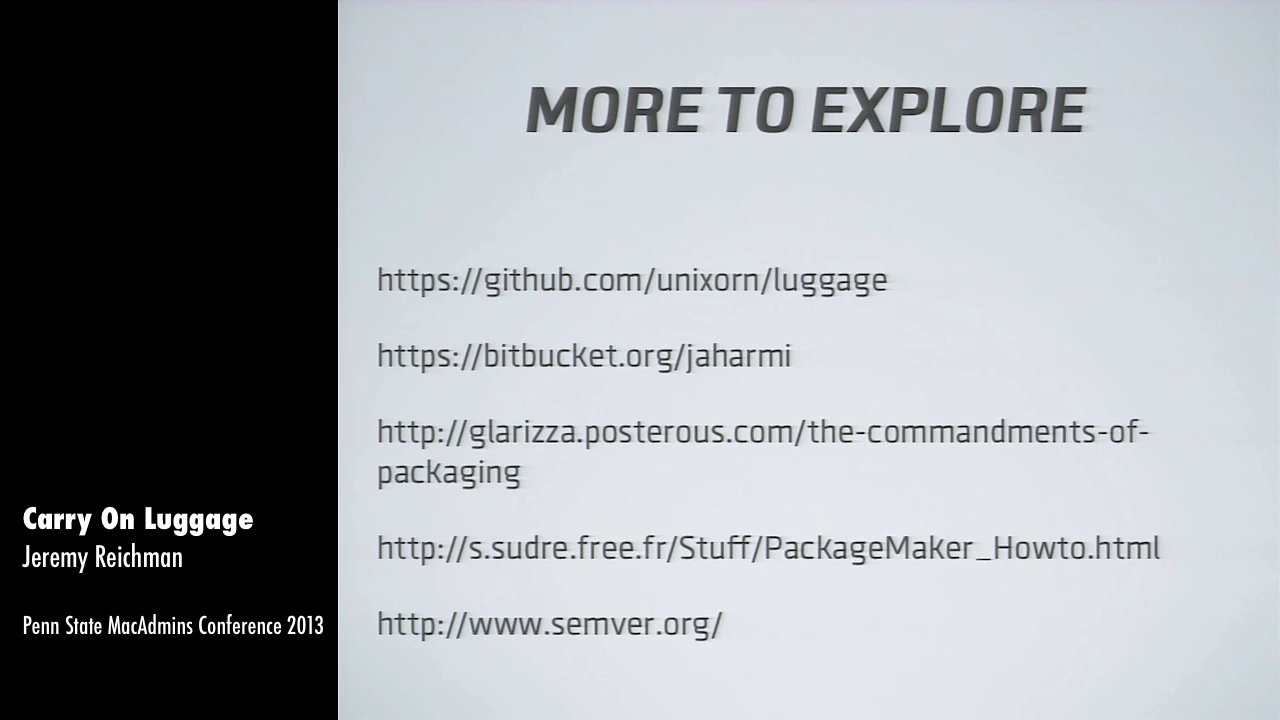 MORE TO EXPLORE
https://github.com/unixorn/luggage
https://bitbucket.org/jaharmi
http://glarizza.posterous.com/the-commandments-of-
packaging
http://s.sudre.free.fr/Stuff/PackageMaker_Howto.html
http://www.semver.org/
Carry On Luggage
Jeremy Reichman
Penn State MacAdmins Conference 2013